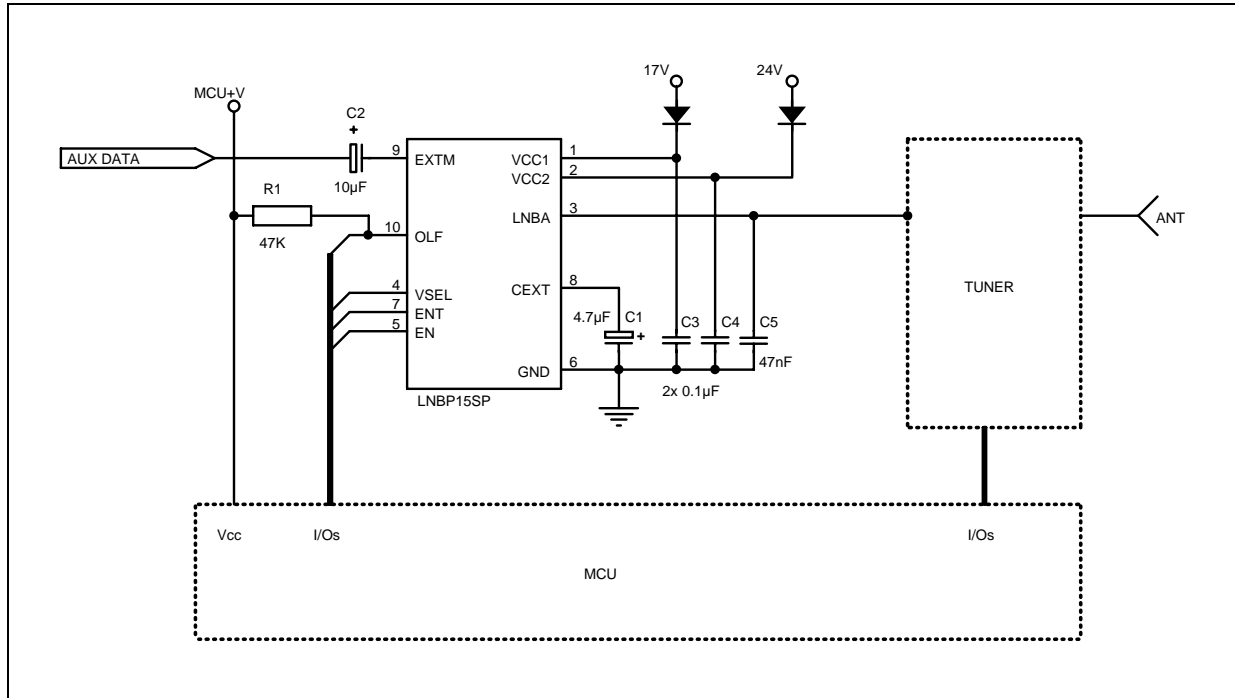 17V
24V
MCU+V
C2
+
AUX DATA
9
EXTM
10µF
VCC1
1
VCC2
2
LNBA
3
R1
47K
10
OLF
ANT
TUNER
4
VSEL
7
ENT
5
EN
CEXT
8
4.7µF
C1
+
C3
C4
C5
47nF
GND
6
2x 0.1µF
LNBP15SP
Vcc
I/Os
I/Os
MCU